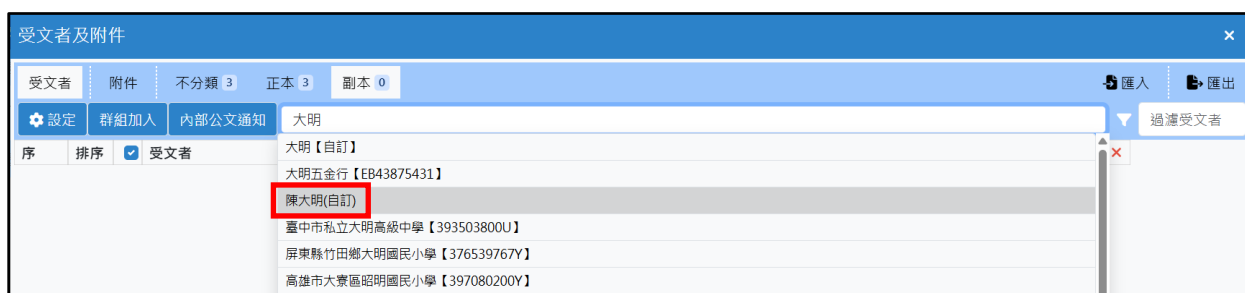 受文者及附件 ×
受文者 附件 不分類 3 正本 3 副本 0 匯入 匯出
設定 群組加入 內部公文通知 大明 過濾受文者
序 排序 受文者 ×
大明【自訂】
大明五金行【EB43875431】
陳大明(自訂)
臺中市私立大明高級中學【393503800U】
屏東縣竹田鄉大明國民小學【376539767Y】
高雄市大寮區昭明國民小學【397080200Y】